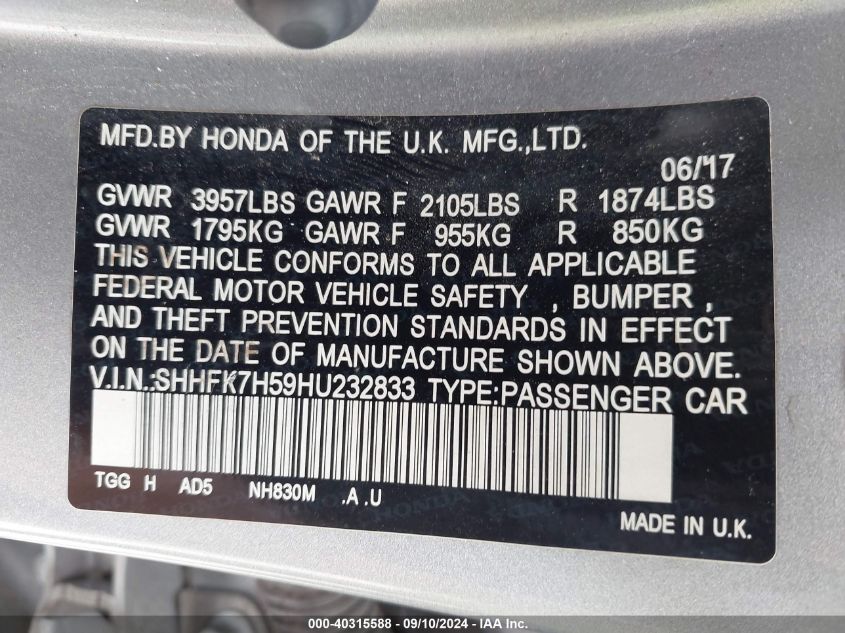 MFD.BY HONDA OF THE U.K. MFG.,LTD.
06/17
GVWR 3957LBS GAWR F 2105LBS R 1874LBS
GVWR 1795KG GAWR F 955KG R 850KG
THIS VEHICLE CONFORMS TO ALL APPLICABLE
FEDERAL MOTOR VEHICLE SAFETY , BUMPER ,
AND THEFT PREVENTION STANDARDS IN EFFECT
ON THE DATE OF MANUFACTURE SHOWN ABOVE.
V.I.N.:SHHFK7H59HU232833 TYPE:PASSENGER CAR
TGG H AD5 NH830M .A .U
MADE IN U.K.
000-40315588 - 09/10/2024 - IAA Inc.